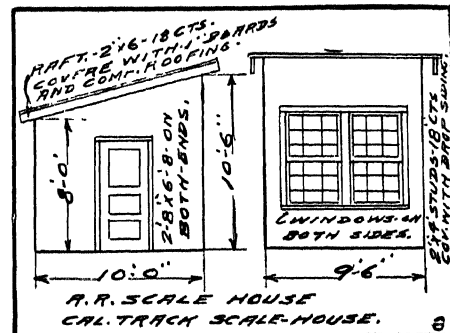 RAFT.-2"x6"-18"CTS.
COVERE WITH-1"BOARDS
AND COMP. ROOFING.
8'-0"
2'-8"x6'-8"-ON
BOTH-ENDS.
10'-6"
2 WINDOWS-ON
BOTH SIDES.
2"x4"-STUDS-18"CTS
COV-WITH DROP SIDING.
10'-0"
9'-6"
R.R. SCALE HOUSE
CAL. TRACK SCALE-HOUSE.